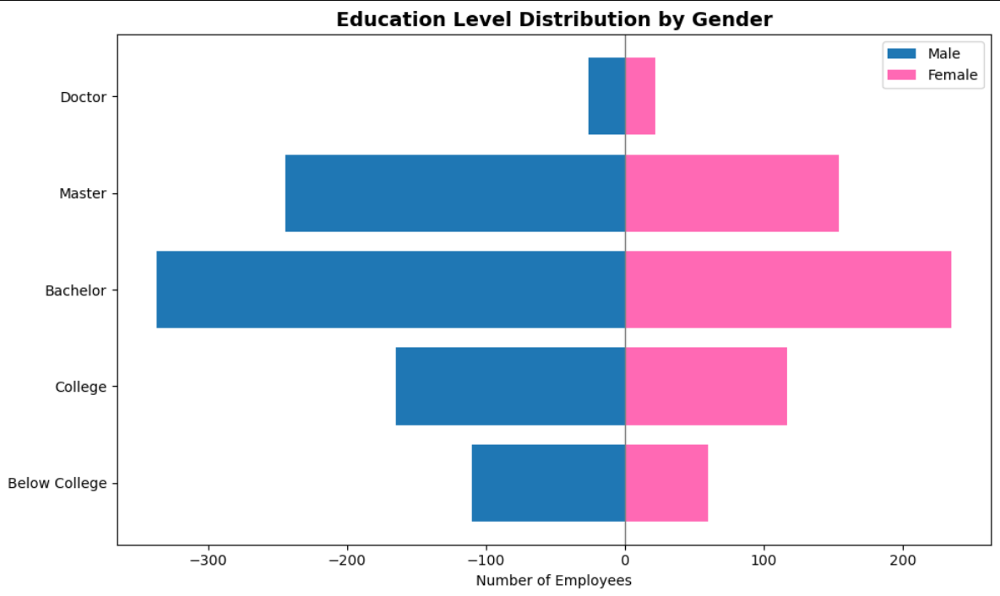 Education Level Distribution by Gender
Male
Female
Doctor
Master
Bachelor
College
Below College
−300 −200 −100 0 100 200
Number of Employees